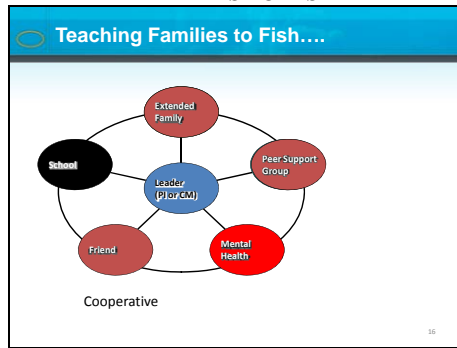 Teaching Families to Fish....
Extended
Family
School
Peer Support
Group
Leader
(PI or CM)
Friend
Mental
Health
Cooperative
16